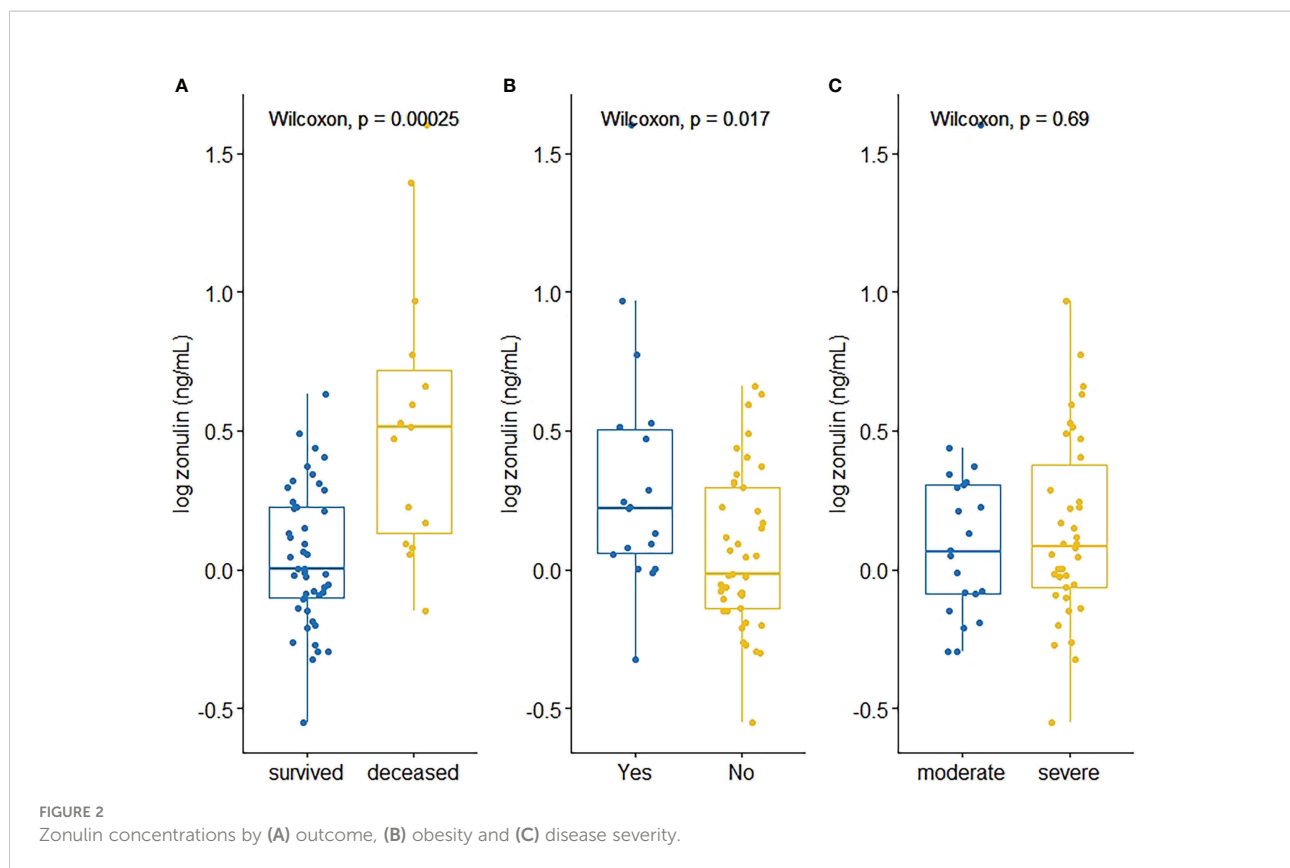 A
Wilcoxon, p = 0.00025
log zonulin (ng/mL)
1.5
1.0
0.5
0.0
-0.5
survived deceased
B
Wilcoxon, p = 0.017
log zonulin (ng/mL)
1.5
1.0
0.5
0.0
-0.5
Yes No
C
Wilcoxon, p = 0.69
log zonulin (ng/mL)
1.5
1.0
0.5
0.0
-0.5
moderate severe
FIGURE 2
Zonulin concentrations by (A) outcome, (B) obesity and (C) disease severity.